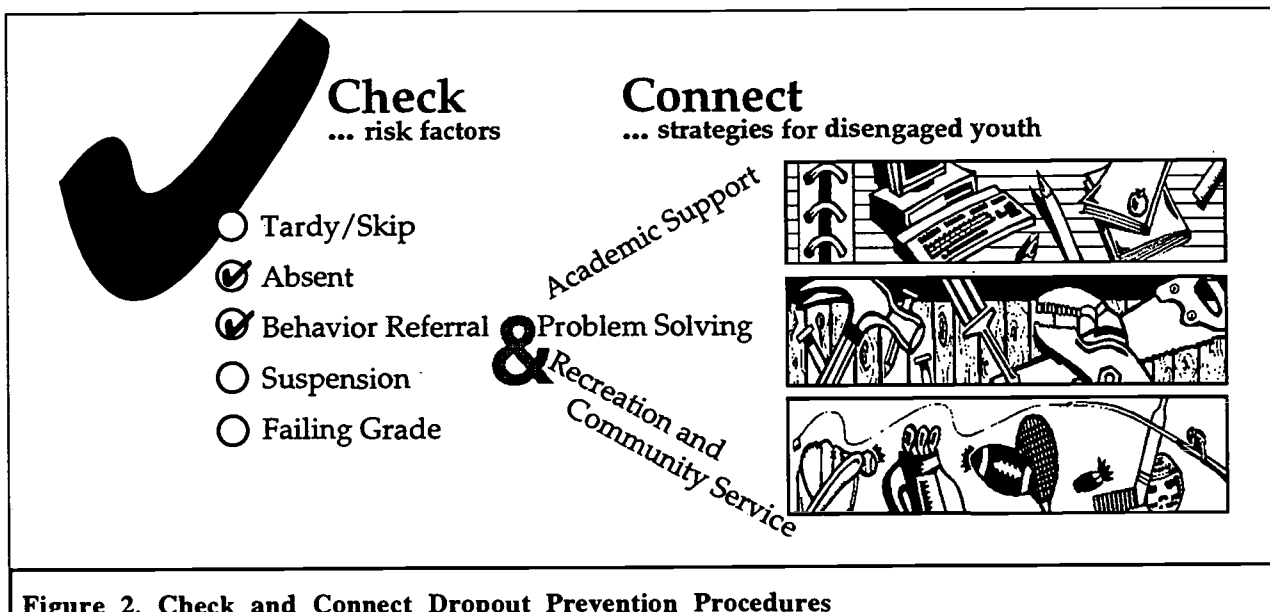 Check
... risk factors
Connect
... strategies for disengaged youth
Tardy/Skip
Absent
Behavior Referral
Suspension
Failing Grade
&
Academic Support
Problem Solving
Recreation and
Community Service
Figure 2. Check and Connect Dropout Prevention Procedures